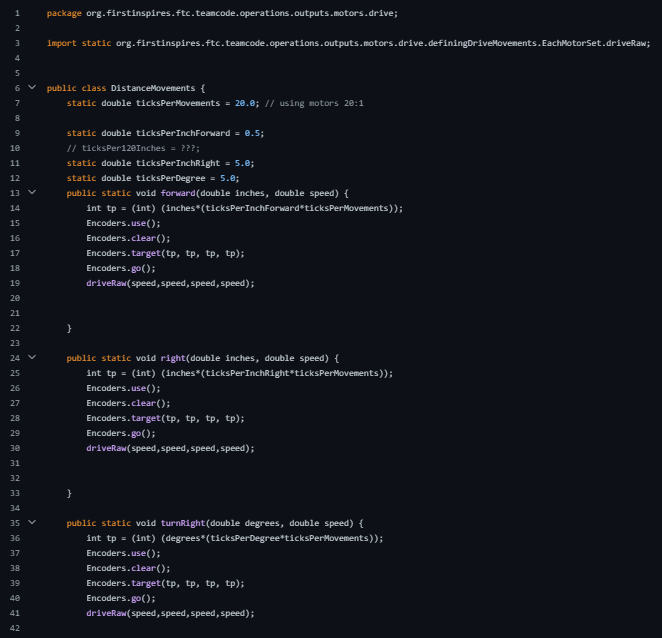 1 package org.firstinspires.ftc.teamcode.operations.outputs.motors.drive;
2
3 import static org.firstinspires.ftc.teamcode.operations.outputs.motors.drive.definingDriveMovements.EachMotorSet.driveRaw;
4
5
6 public class DistanceMovements {
7     static double ticksPerMovements = 20.0; // using motors 20:1
8
9     static double ticksPerInchForward = 0.5;
10     // ticksPer120Inches = ???;
11     static double ticksPerInchRight = 5.0;
12     static double ticksPerDegree = 5.0;
13     public static void forward(double inches, double speed) {
14         int tp = (int) (inches*(ticksPerInchForward*ticksPerMovements));
15         Encoders.use();
16         Encoders.clear();
17         Encoders.target(tp, tp, tp, tp);
18         Encoders.go();
19         driveRaw(speed,speed,speed,speed);
20
21
22     }
23
24     public static void right(double inches, double speed) {
25         int tp = (int) (inches*(ticksPerInchRight*ticksPerMovements));
26         Encoders.use();
27         Encoders.clear();
28         Encoders.target(tp, tp, tp, tp);
29         Encoders.go();
30         driveRaw(speed,speed,speed,speed);
31
32
33     }
34
35     public static void turnRight(double degrees, double speed) {
36         int tp = (int) (degrees*(ticksPerDegree*ticksPerMovements));
37         Encoders.use();
38         Encoders.clear();
39         Encoders.target(tp, tp, tp, tp);
40         Encoders.go();
41         driveRaw(speed,speed,speed,speed);
42